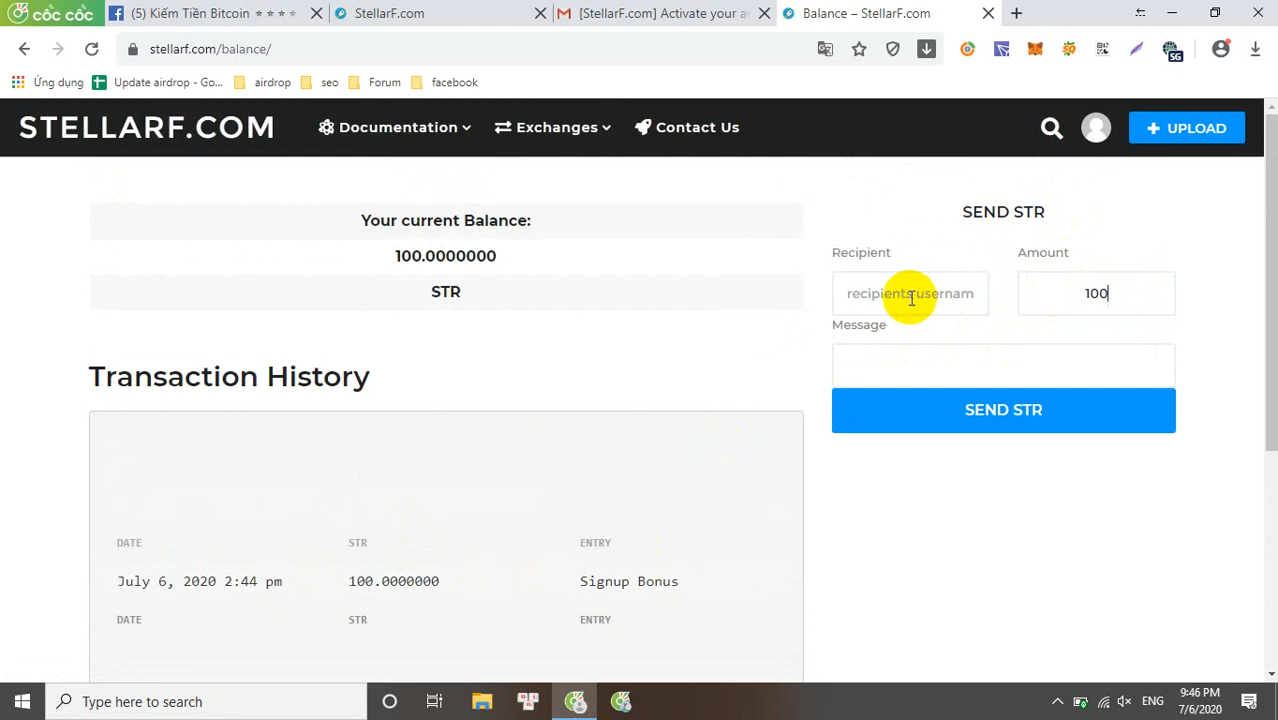 cốc cốc
(5) Kiếm Tiền Bitcoin ⭐ ⭐ ⭐ ⭐
StellarF.com
[StellarF.com] Activate your ac
Balance – StellarF.com
stellarf.com/balance/
SG
Ứng dụng
Update airdrop - Go...
airdrop
seo
Forum
facebook
STELLARF.COM
Documentation
Exchanges
Contact Us
+ UPLOAD
Your current Balance:
100.0000000
STR
SEND STR
Recipient
Amount
recipients usernam
100
Message
SEND STR
Transaction History
DATE STR ENTRY
July 6, 2020 2:44 pm 100.0000000 Signup Bonus
DATE STR ENTRY
Type here to search
ENG
9:46 PM
7/6/2020